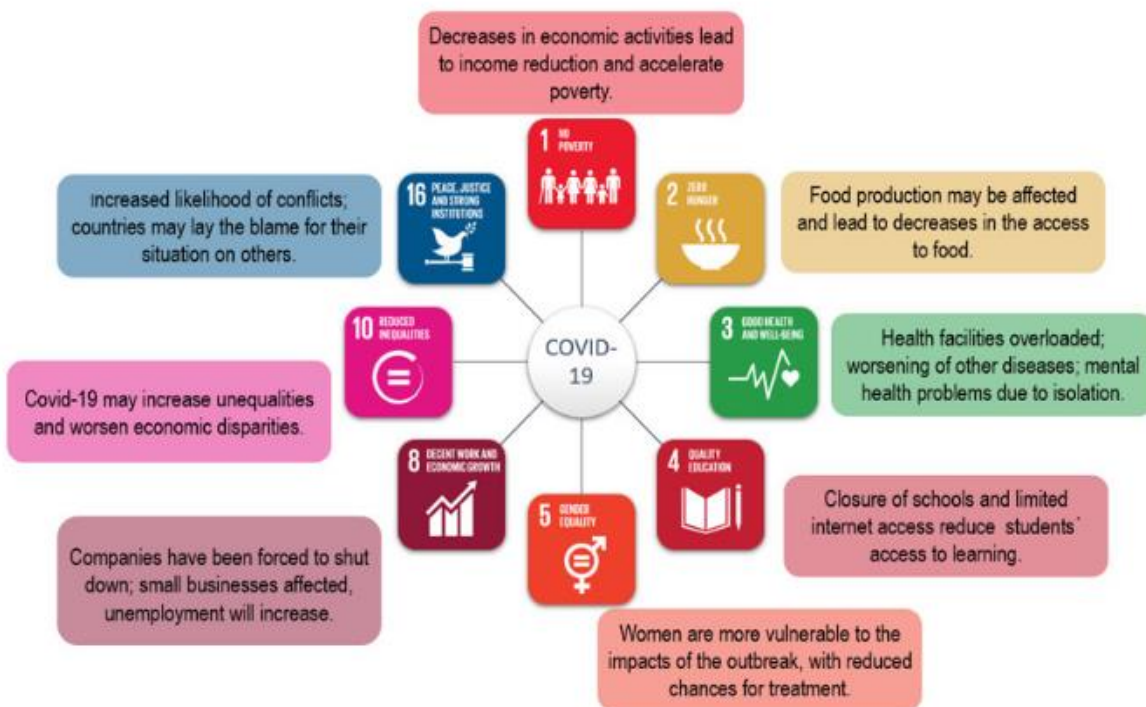 Decreases in economic activities lead
to income reduction and accelerate
poverty.
1 NO
POVERTY
16 PEACE, JUSTICE
AND STRONG
INSTITUTIONS
increased likelihood of conflicts;
countries may lay the blame for their
situation on others.
2 ZERO
HUNGER
Food production may be affected
and lead to decreases in the access
to food.
10 REDUCED
INEQUALITIES
COVID-
19
3 GOOD HEALTH
AND WELL-BEING
Health facilities overloaded;
worsening of other diseases; mental
health problems due to isolation.
Covid-19 may increase unequalities
and worsen economic disparities.
8 DECENT WORK AND
ECONOMIC GROWTH
5 GENDER
EQUALITY
4 QUALITY
EDUCATION
Closure of schools and limited
internet access reduce students´
access to learning.
Companies have been forced to shut
down; small businesses affected,
unemployment will increase.
Women are more vulnerable to the
impacts of the outbreak, with reduced
chances for treatment.